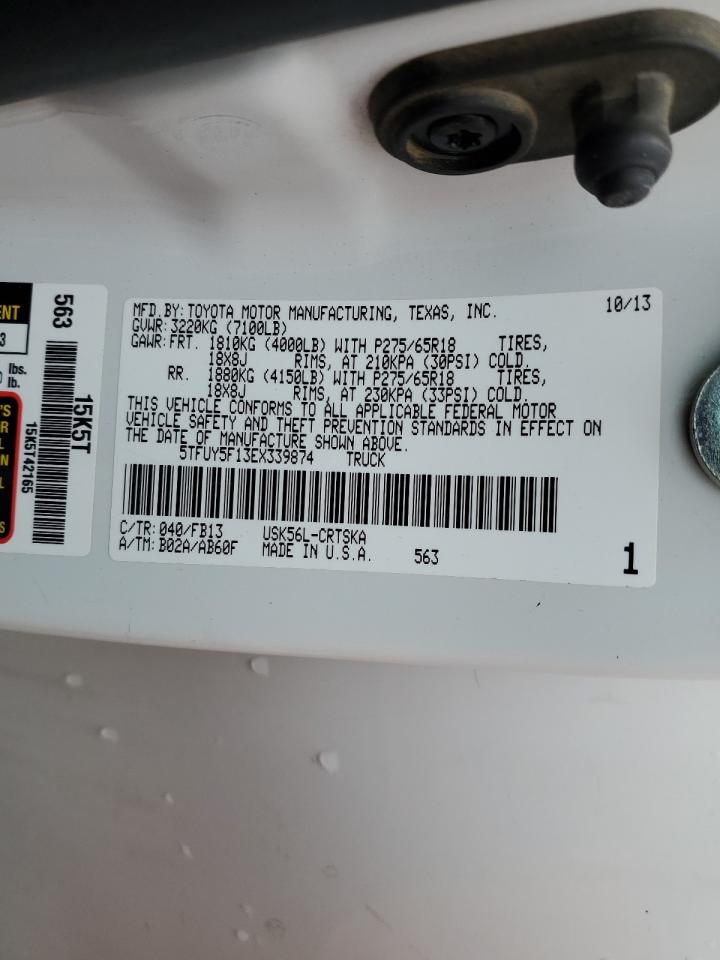 ENT
3
lbs.
lb.
'S
R
L
N
L
S
563
15K5T
15K5T42165
MFD.BY:TOYOTA MOTOR MANUFACTURING, TEXAS, INC. 10/13
GVWR:3220KG (7100LB)
GAWR:FRT. 1810KG (4000LB) WITH P275/65R18 TIRES,
18X8J RIMS, AT 210KPA (30PSI) COLD.
RR. 1880KG (4150LB) WITH P275/65R18 TIRES,
18X8J RIMS, AT 230KPA (33PSI) COLD.
THIS VEHICLE CONFORMS TO ALL APPLICABLE FEDERAL MOTOR
VEHICLE SAFETY AND THEFT PREVENTION STANDARDS IN EFFECT ON
THE DATE OF MANUFACTURE SHOWN ABOVE.
5TFUY5F13EX339874 TRUCK
C/TR:040/FB13 USK56L-CRTSKA
A/TM:B02A/AB60F MADE IN U.S.A. 563
1